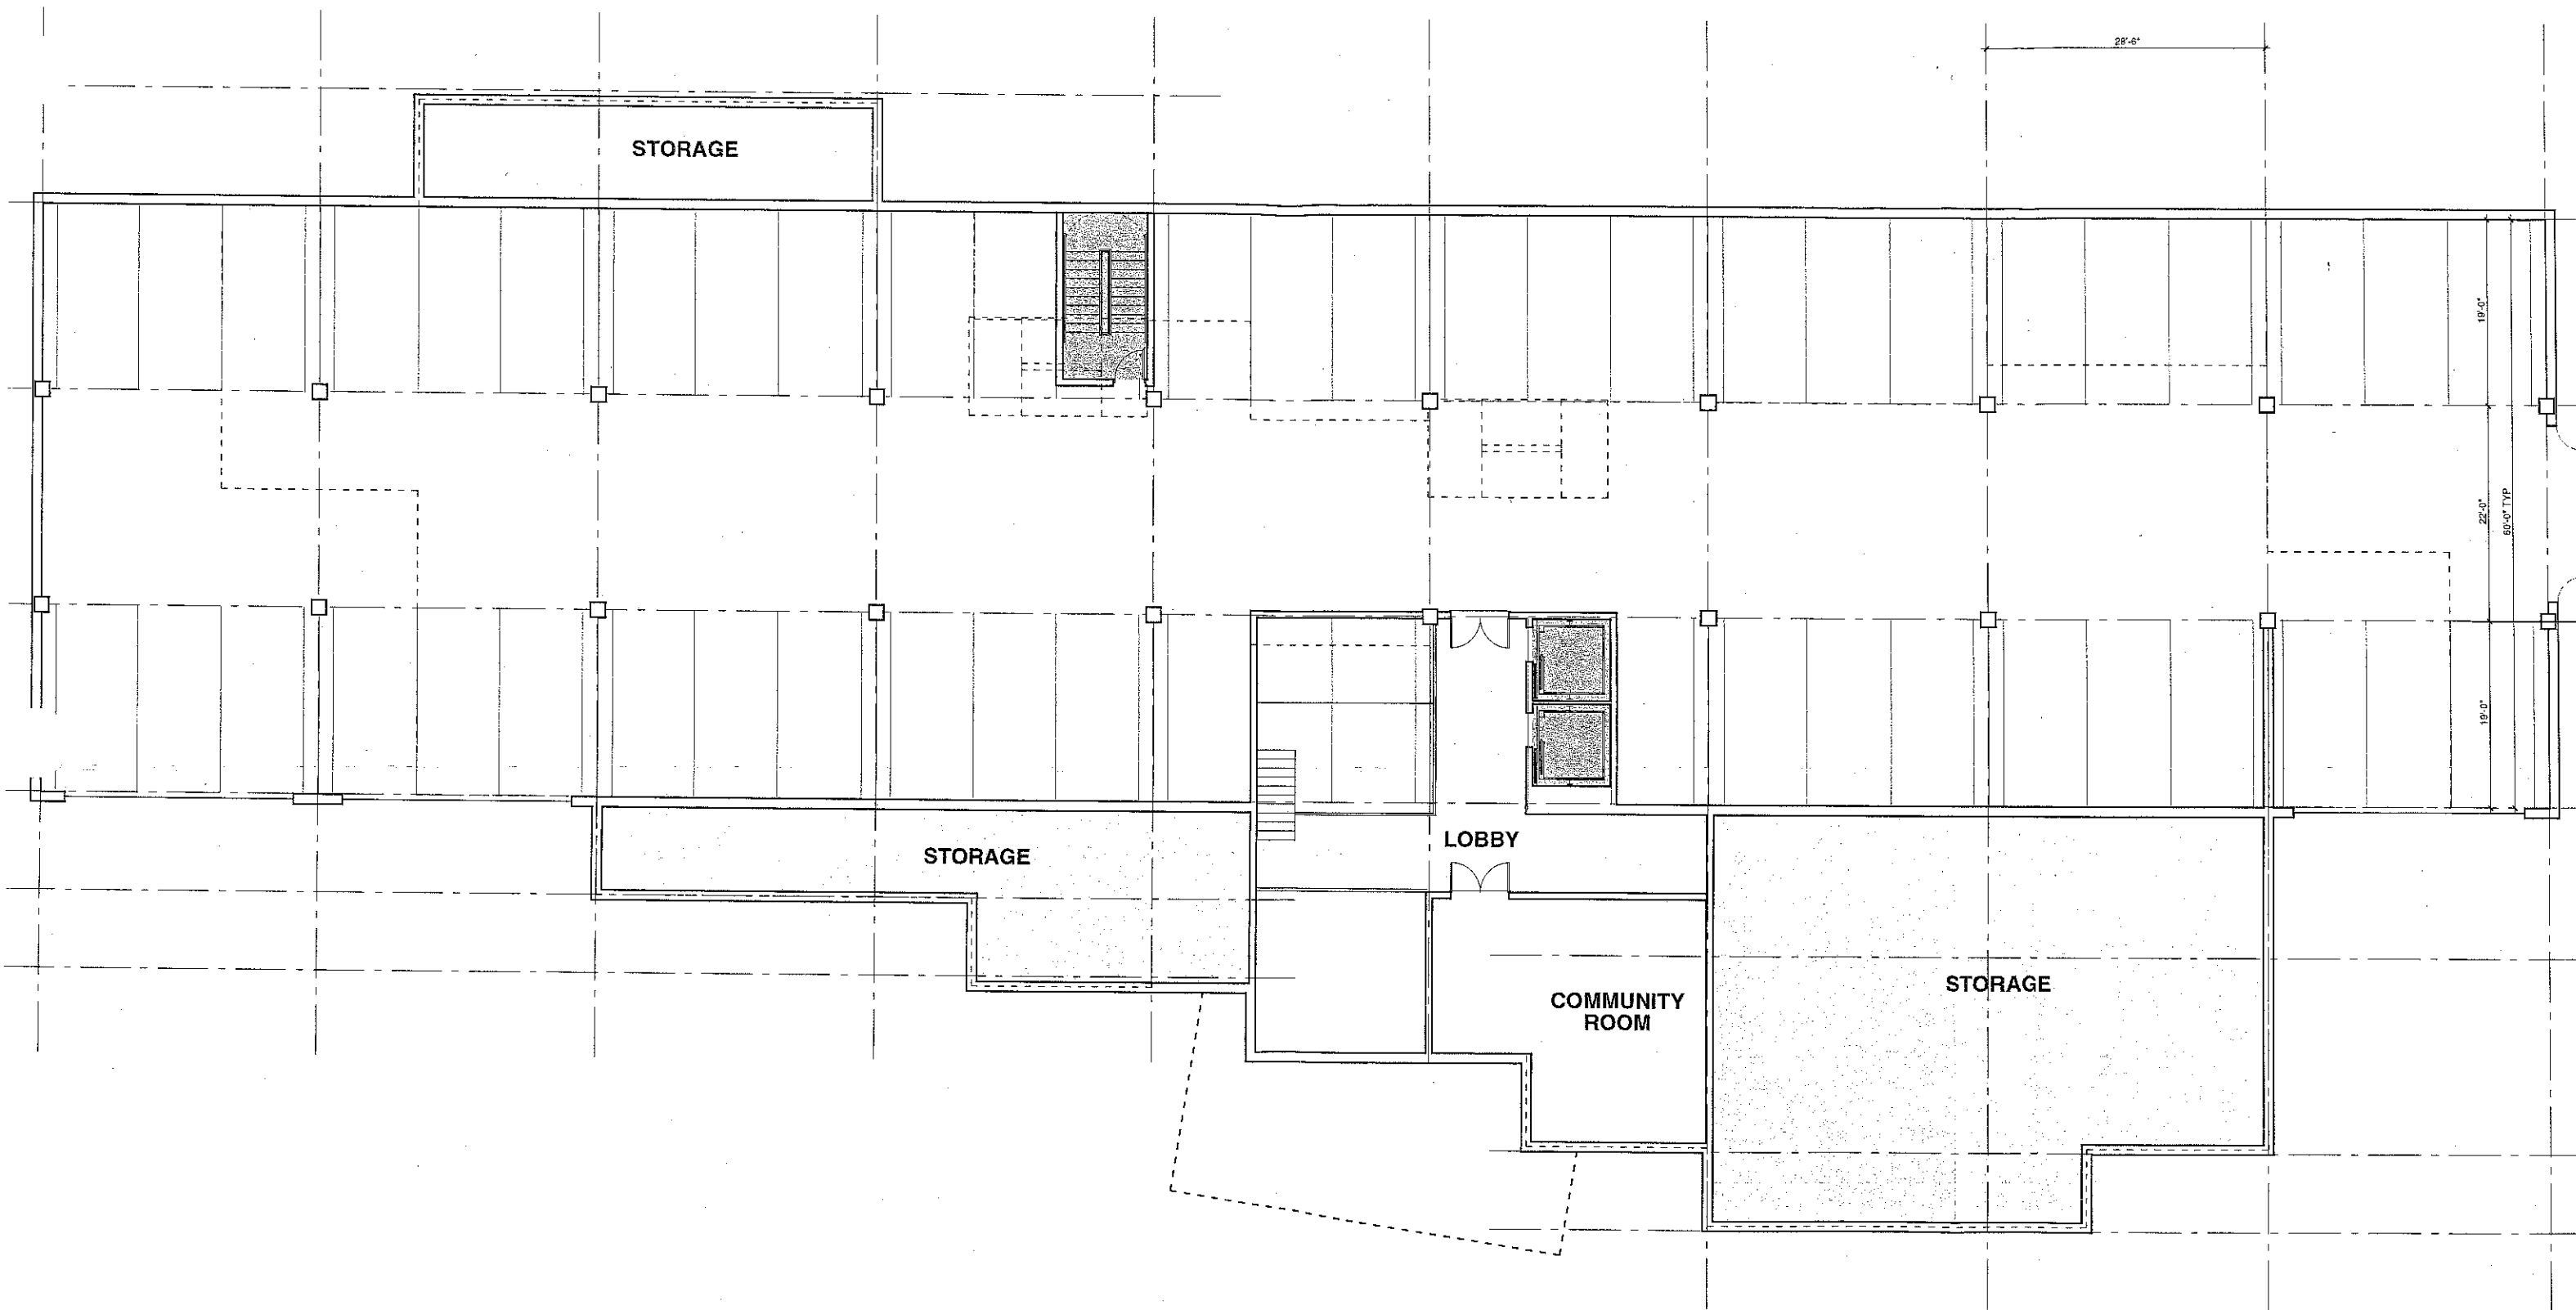 28'-6"
STORAGE
19'-0"
22'-0"
60'-0" TYP
19'-0"
LOBBY
STORAGE
STORAGE
COMMUNITY
ROOM